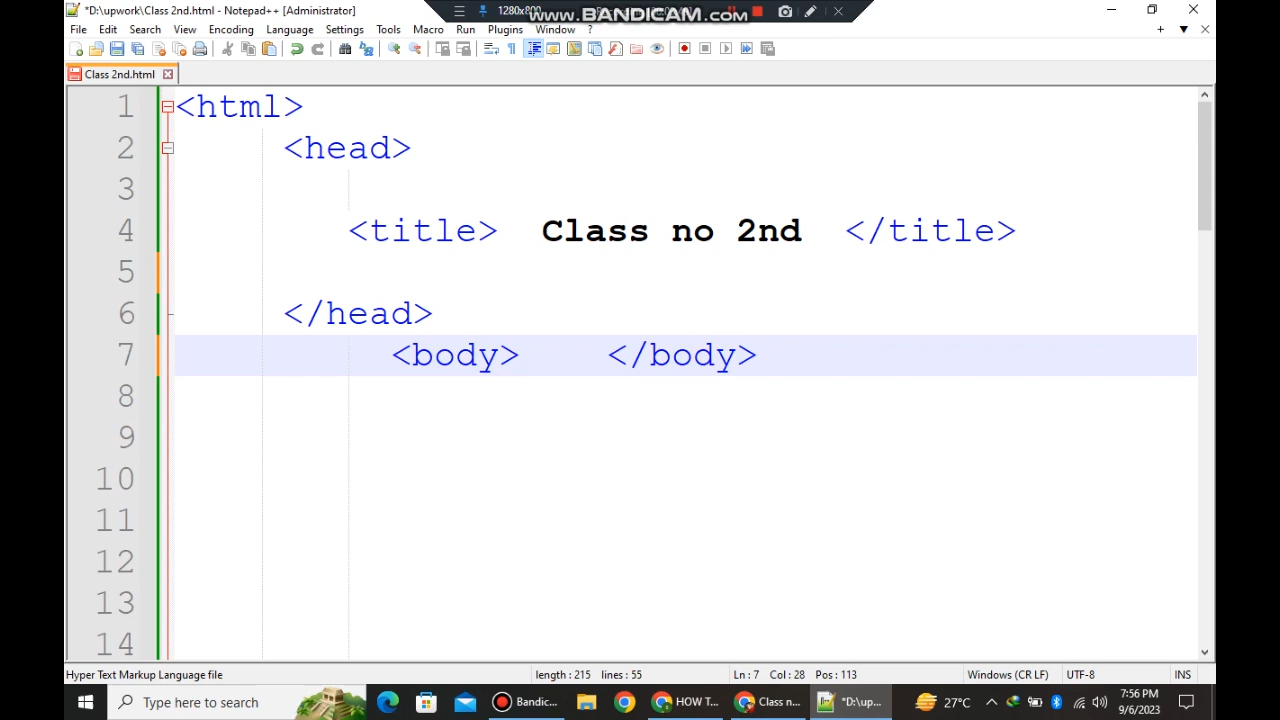 *D:\upwork\Class 2nd.html - Notepad++ [Administrator]
1280x800
www.BANDICAM.com
File Edit Search View Encoding Language Settings Tools Macro Run Plugins Window ?
Class 2nd.html
1 <html>
2 <head>
3
4 <title> Class no 2nd </title>
5
6 </head>
7 <body> </body>
8
9
10
11
12
13
14
Hyper Text Markup Language file length : 215 lines : 55 Ln : 7 Col : 28 Pos : 113 Windows (CR LF) UTF-8 INS
Type here to search Bandic... HOW T... Class n... *D:\up... 27°C 7:56 PM
9/6/2023